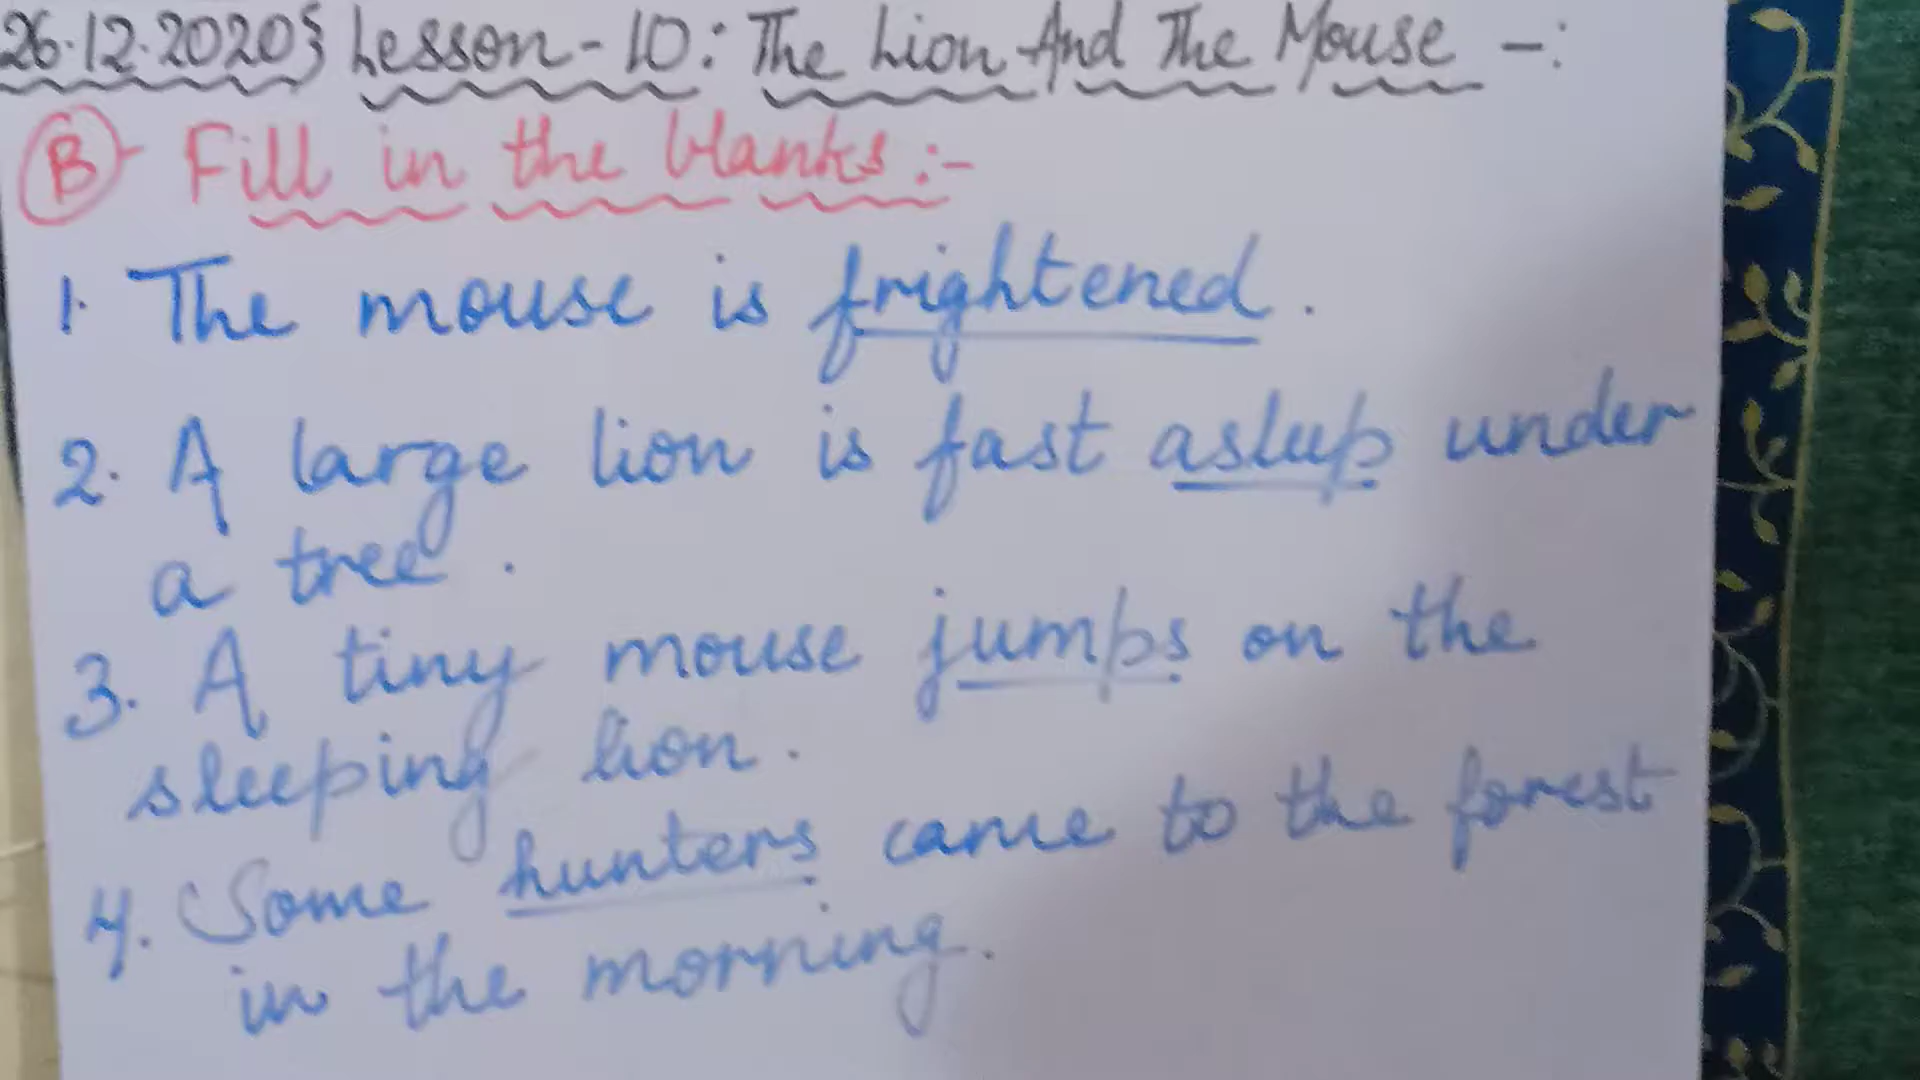 26.12.2020} Lesson-10: The Lion And The Mouse -:
B- Fill in the blanks:-
1. The mouse is frightened.
2. A large lion is fast asleep under
a tree.
3. A tiny mouse jumps on the
sleeping lion.
4. Some hunters came to the forest
in the morning.